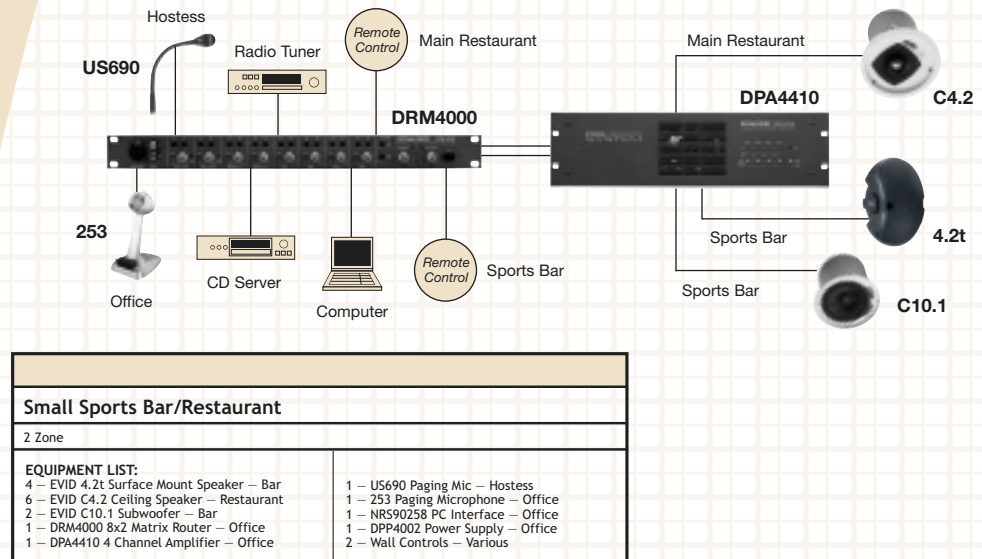 Hostess
US690
Radio Tuner
Remote
Control
Main Restaurant
DRM4000
Main Restaurant
DPA4410
C4.2
253
Office
CD Server
Computer
Remote
Control
Sports Bar
Sports Bar
4.2t
Sports Bar
C10.1
Small Sports Bar/Restaurant
2 Zone
EQUIPMENT LIST:
4 – EVID 4.2t Surface Mount Speaker – Bar
6 – EVID C4.2 Ceiling Speaker – Restaurant
2 – EVID C10.1 Subwoofer – Bar
1 – DRM4000 8x2 Matrix Router – Office
1 – DPA4410 4 Channel Amplifier – Office
1 – US690 Paging Mic – Hostess
1 – 253 Paging Microphone – Office
1 – NRS90258 PC Interface – Office
1 – DPP4002 Power Supply – Office
2 – Wall Controls – Various